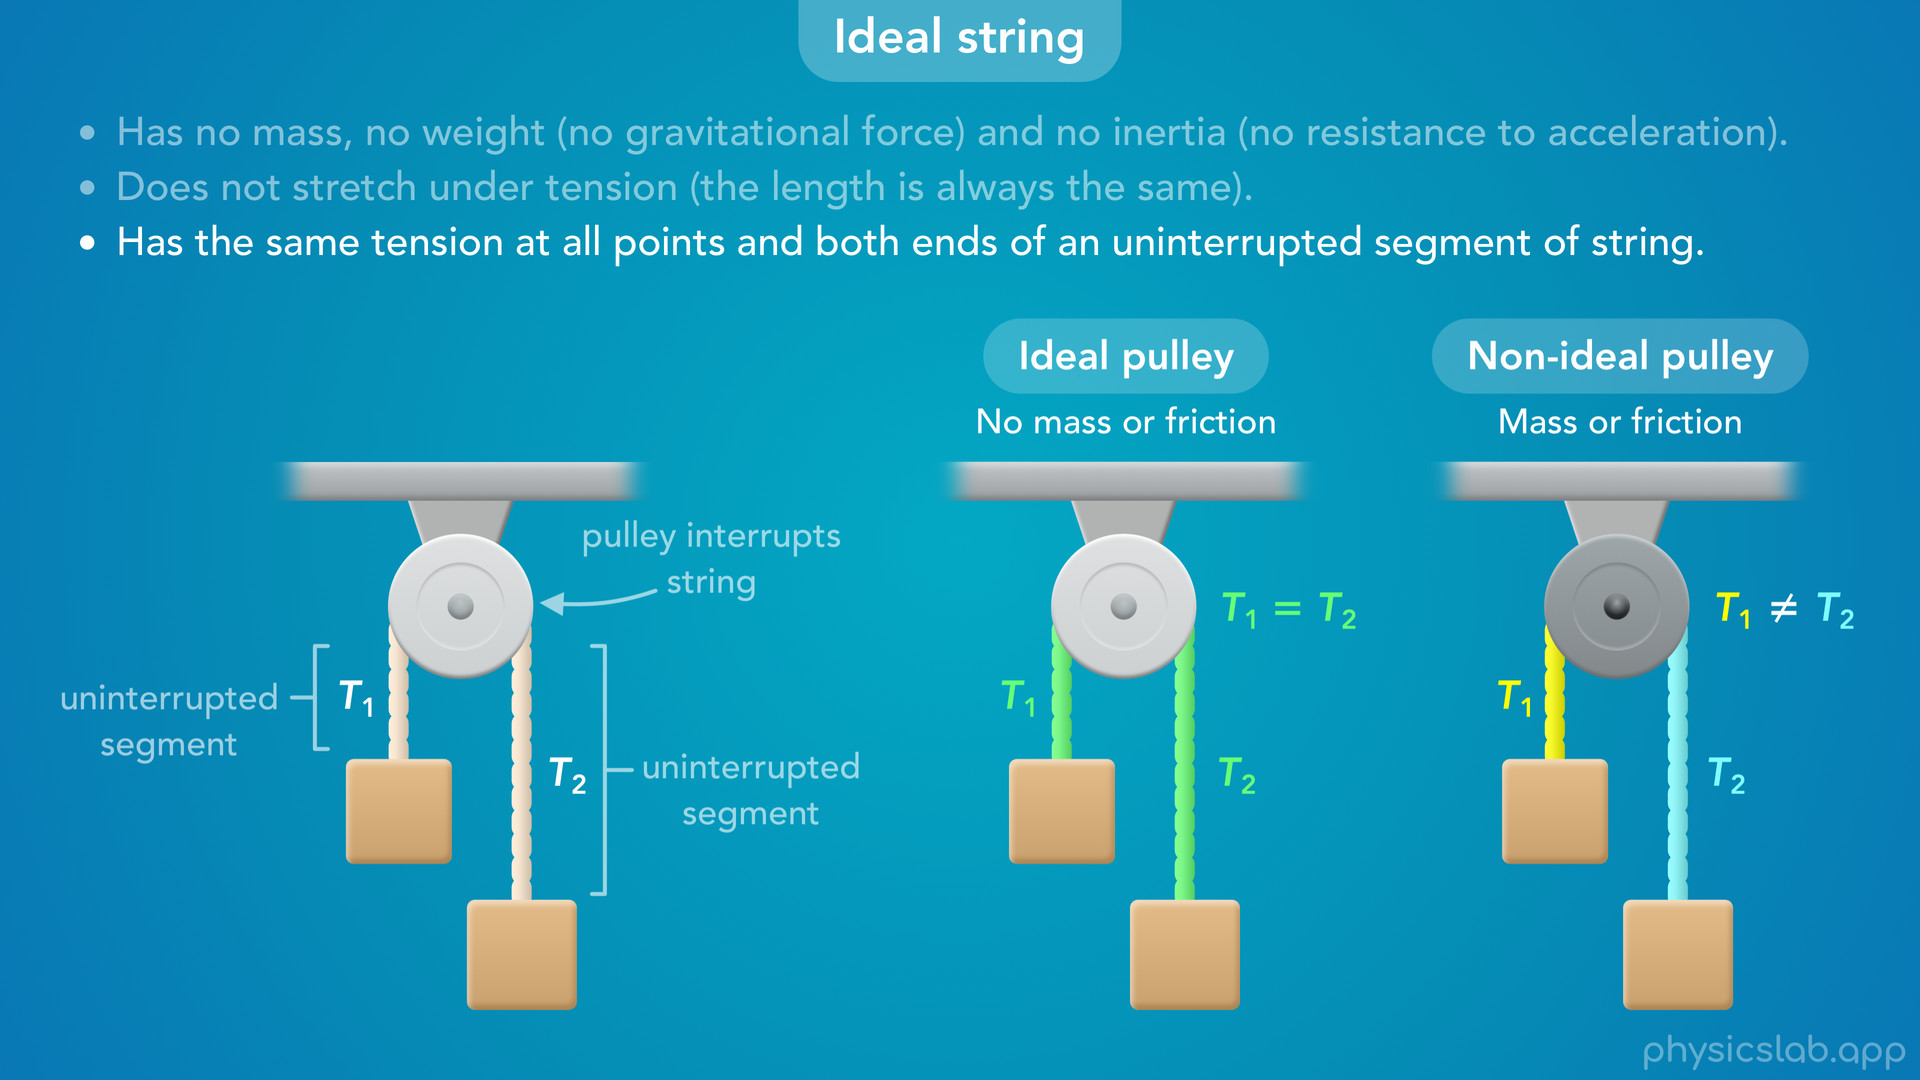 Ideal string
• Has no mass, no weight (no gravitational force) and no inertia (no resistance to acceleration).
• Does not stretch under tension (the length is always the same).
• Has the same tension at all points and both ends of an uninterrupted segment of string.
Ideal pulley
No mass or friction
Non-ideal pulley
Mass or friction
pulley interrupts
string
uninterrupted
segment
T₁
T₂
uninterrupted
segment
T₁ = T₂
T₁
T₂
T₁ ≠ T₂
T₁
T₂
physicslab.app